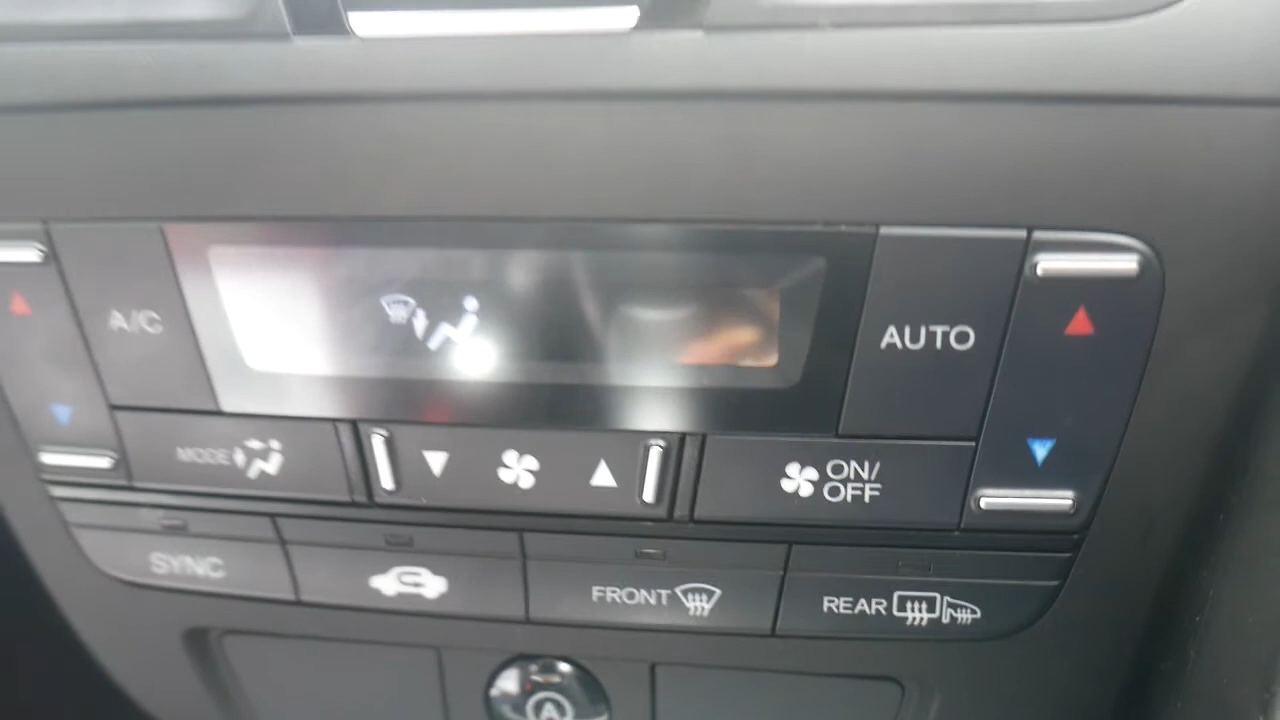 A/C
AUTO
MODE
ON/
OFF
SYNC
FRONT
REAR
A